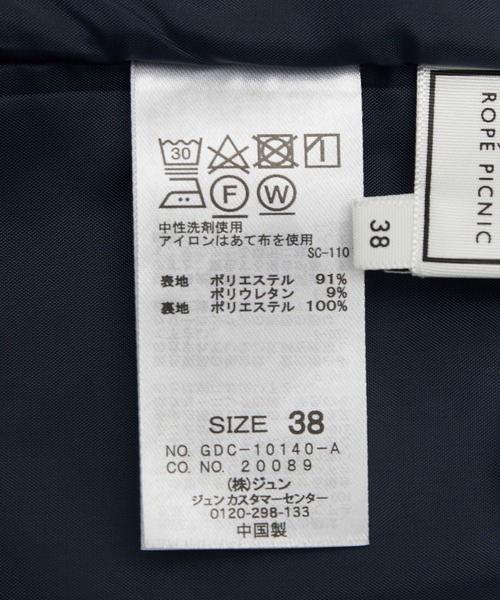 30
F W
中性洗剤使用
アイロンはあて布を使用
SC-110
表地 ポリエステル 91%
ポリウレタン 9%
裏地 ポリエステル 100%
SIZE 38
NO. GDC-10140-A
CO. NO. 20089
(株)ジュン
ジュン カスタマーセンター
0120-298-133
中国製
38
ROPÉ PICNIC